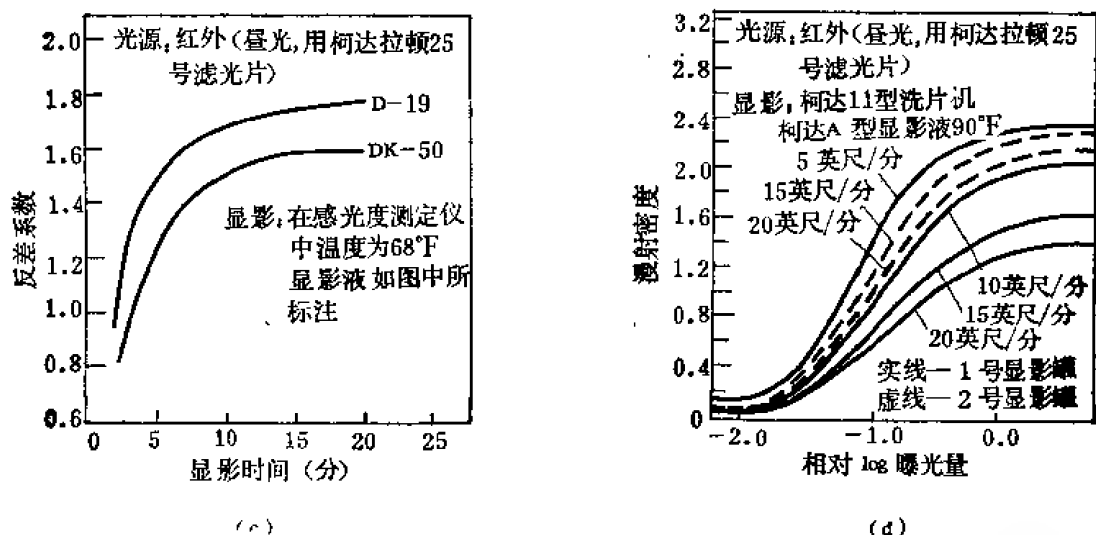 2.0
1.8
1.6
1.4
1.2
1.0
0.8
0.6
反差系数
光源：红外（昼光，用柯达拉顿25
号滤光片）
D-19
DK-50
显影：在感光度测定仪
中温度为68°F
显影液如图中所
标注
0 5 10 15 20 25
显影时间（分）
(c)
3.2
2.8
2.4
2.0
1.6
1.2
0.8
0.4
0
漫射密度
光源：红外（昼光，用柯达拉顿25
号滤光片）
显影：柯达11型洗片机
柯达A型显影液90°F
5英尺/分
15英尺/分
20英尺/分
10英尺/分
15英尺/分
20英尺/分
实线—1号显影罐
虚线—2号显影罐
-2.0 -1.0 0.0
相对 log 曝光量
(d)